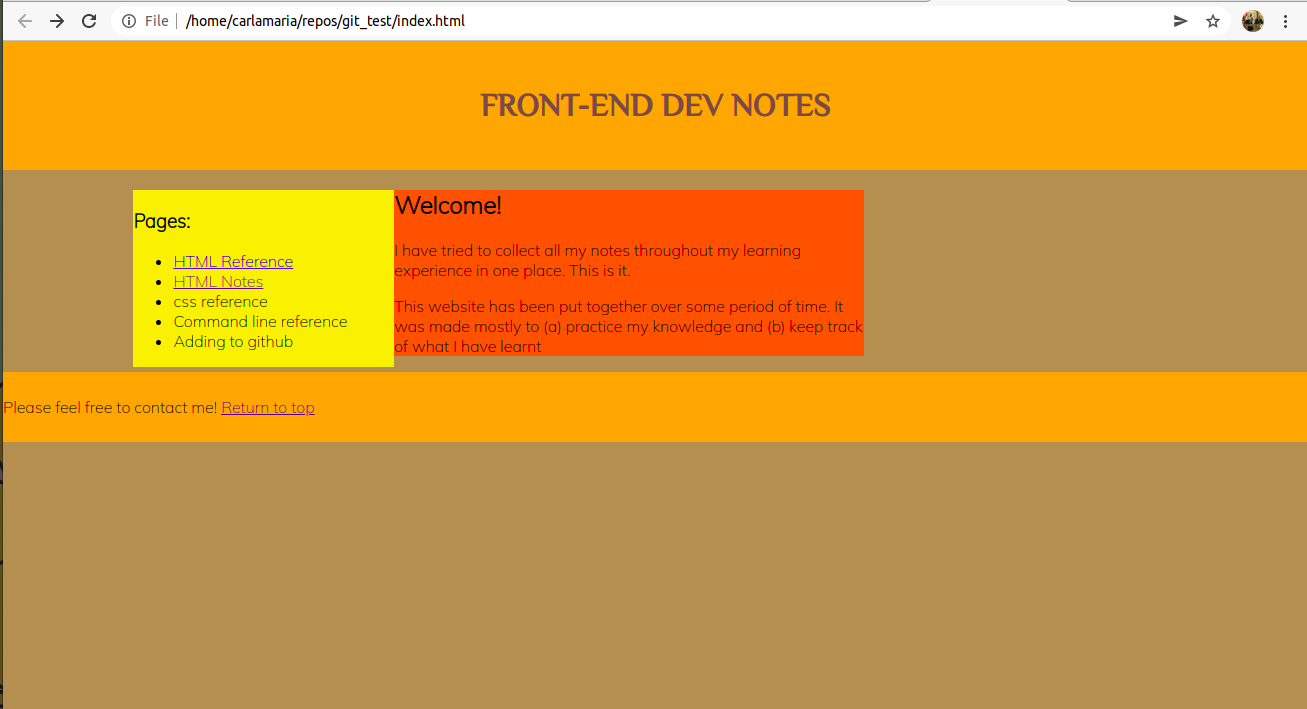 File | /home/carlamaria/repos/git_test/index.html
FRONT-END DEV NOTES
Pages:
HTML Reference
HTML Notes
css reference
Command line reference
Adding to github
Welcome!
I have tried to collect all my notes throughout my learning
experience in one place. This is it.
This website has been put together over some period of time. It
was made mostly to (a) practice my knowledge and (b) keep track
of what I have learnt
Please feel free to contact me! Return to top